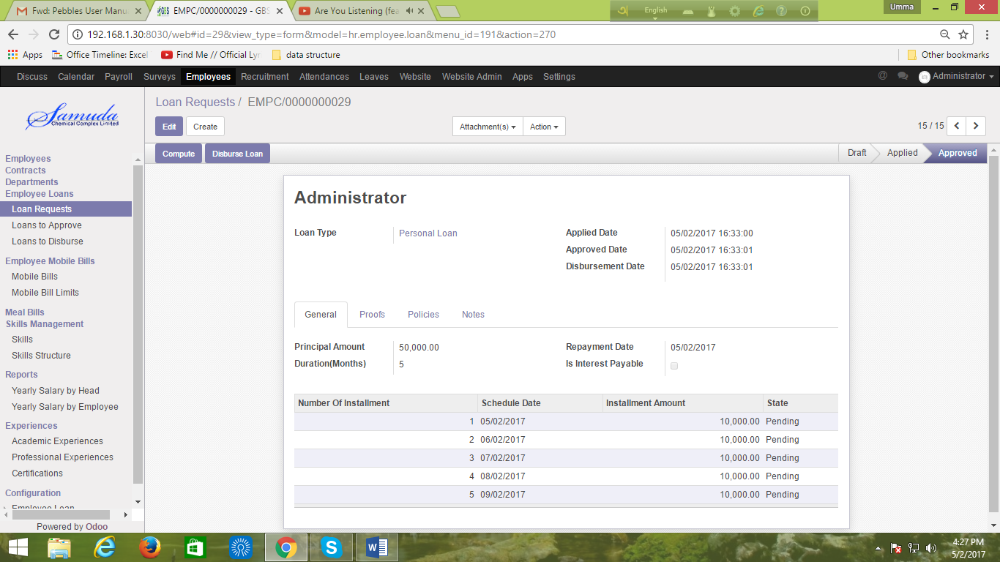 Fwd: Pebbles User Manu
EMPC/0000000029 - GBS
Are You Listening (fea
English
Umma
192.168.1.30:8030/web#id=29&view_type=form&model=hr.employee.loan&menu_id=191&action=270
Apps Office Timeline: Excel Find Me // Official Lyr data structure Other bookmarks
Discuss Calendar Payroll Surveys Employees Recruitment Attendances Leaves Website Website Admin Apps Settings @ Administrator
Samuda
Chemical Complex Limited
Loan Requests / EMPC/0000000029
Edit Create Attachment(s) Action 15 / 15
Compute Disburse Loan Draft Applied Approved
Employees
Contracts
Departments
Employee Loans
Loan Requests
Loans to Approve
Loans to Disburse
Employee Mobile Bills
Mobile Bills
Mobile Bill Limits
Meal Bills
Skills Management
Skills
Skills Structure
Reports
Yearly Salary by Head
Yearly Salary by Employee
Experiences
Academic Experiences
Professional Experiences
Certifications
Configuration
Employee Loan
Powered by Odoo
Administrator
Loan Type Personal Loan
Applied Date 05/02/2017 16:33:00
Approved Date 05/02/2017 16:33:01
Disbursement Date 05/02/2017 16:33:01
General Proofs Policies Notes
Principal Amount 50,000.00
Duration(Months) 5
Repayment Date 05/02/2017
Is Interest Payable
Number Of Installment Schedule Date Installment Amount State
1 05/02/2017 10,000.00 Pending
2 06/02/2017 10,000.00 Pending
3 07/02/2017 10,000.00 Pending
4 08/02/2017 10,000.00 Pending
5 09/02/2017 10,000.00 Pending
4:27 PM
5/2/2017